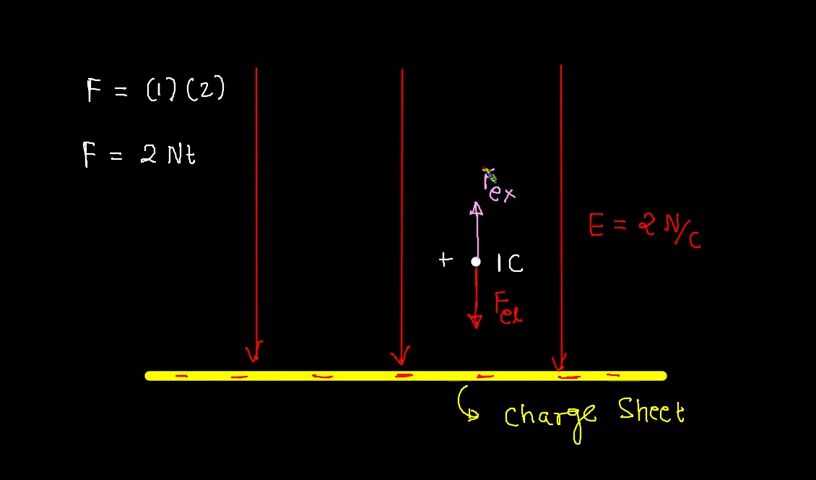 F = (1)(2)
F = 2 Nt
Fex
E = 2 N/C
+ 1C
Fel
- - - - - - -
Charge Sheet